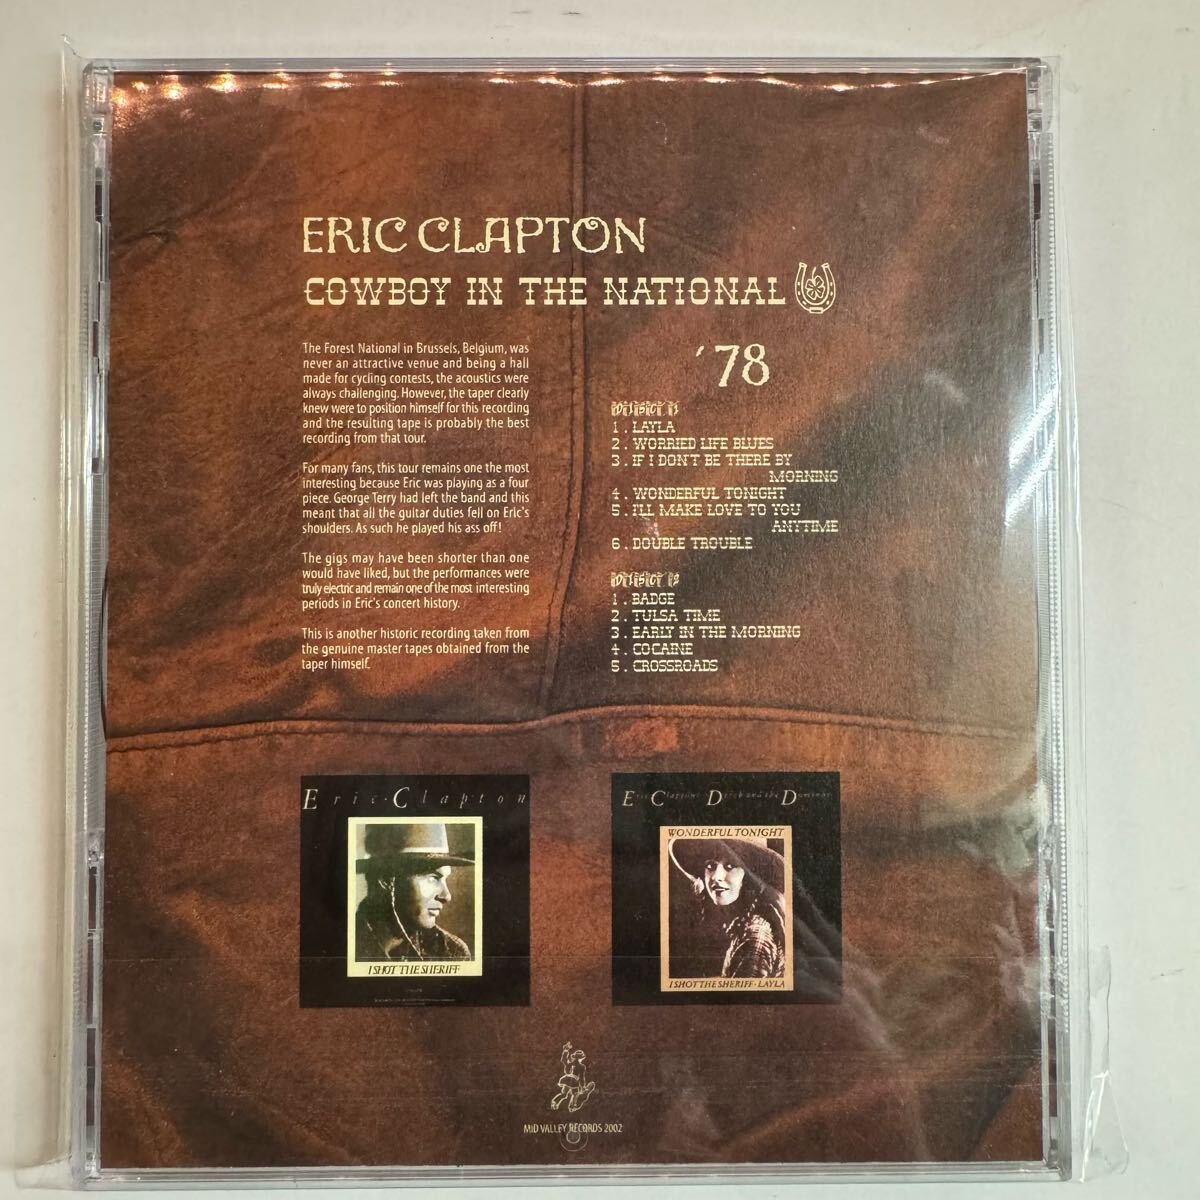 ERIC CLAPTON
COWBOY IN THE NATIONAL
'78
The Forest National in Brussels, Belgium, was
never an attractive venue and being a hall
made for cycling contests, the acoustics were
always challenging. However, the taper clearly
knew were to position himself for this recording
and the resulting tape is probably the best
recording from that tour.
For many fans, this tour remains one the most
interesting because Eric was playing as a four
piece. George Terry had left the band and this
meant that all the guitar duties fell on Eric's
shoulders. As such he played his ass off!
The gigs may have been shorter than one
would have liked, but the performances were
truly electric and remain one of the most interesting
periods in Eric's concert history.
This is another historic recording taken from
the genuine master tapes obtained from the
taper himself.
DISC 1
1. LAYLA
2. WORRIED LIFE BLUES
3. IF I DON'T BE THERE BY
MORNING
4. WONDERFUL TONIGHT
5. I'LL MAKE LOVE TO YOU
ANYTIME
6. DOUBLE TROUBLE
DISC 2
1. BADGE
2. TULSA TIME
3. EARLY IN THE MORNING
4. COCAINE
5. CROSSROADS
Eric·Clapton
I SHOT THE SHERIFF
Eric Clapton · Derek and the Dominos
WONDERFUL TONIGHT
I SHOT THE SHERIFF·LAYLA
MID VALLEY RECORDS 2002